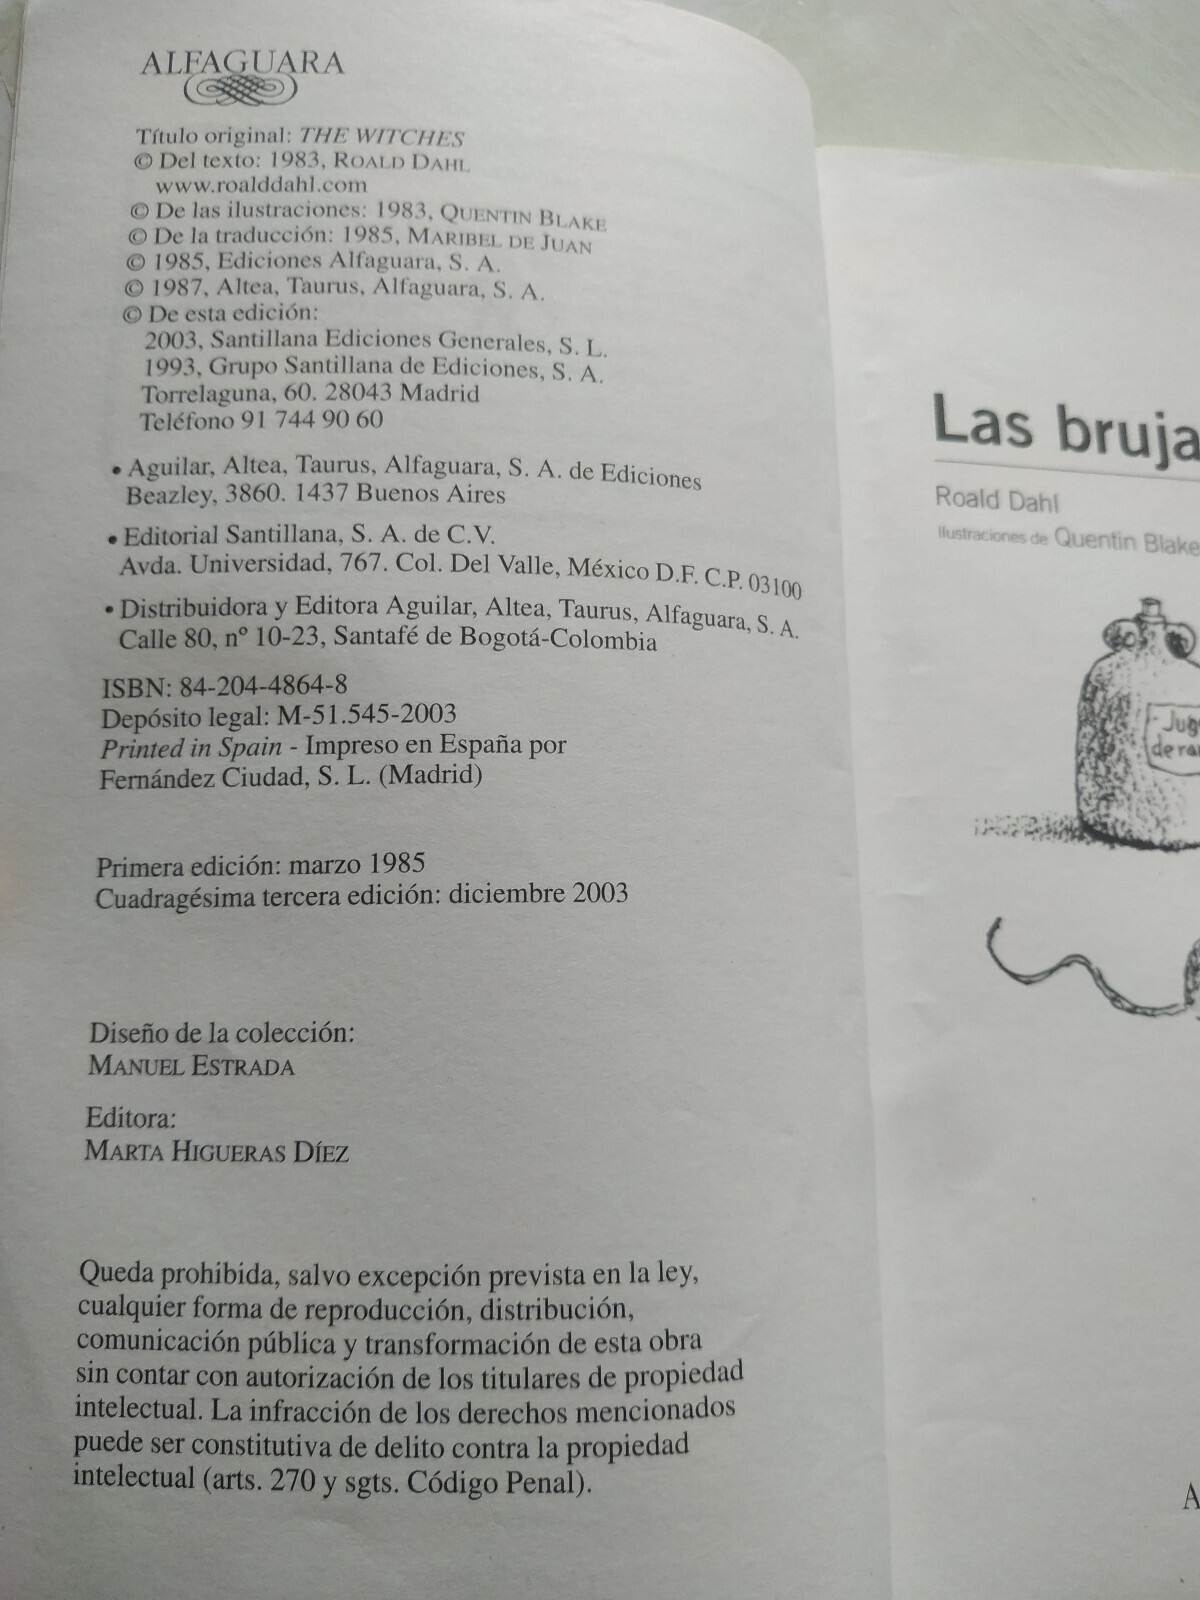 ALFAGUARA
Título original: THE WITCHES
© Del texto: 1983, ROALD DAHL
www.roalddahl.com
© De las ilustraciones: 1983, QUENTIN BLAKE
© De la traducción: 1985, MARIBEL DE JUAN
© 1985, Ediciones Alfaguara, S. A.
© 1987, Altea, Taurus, Alfaguara, S. A.
© De esta edición:
2003, Santillana Ediciones Generales, S. L.
1993, Grupo Santillana de Ediciones, S. A.
Torrelaguna, 60. 28043 Madrid
Teléfono 91 744 90 60
• Aguilar, Altea, Taurus, Alfaguara, S. A. de Ediciones
Beazley, 3860. 1437 Buenos Aires
• Editorial Santillana, S. A. de C.V.
Avda. Universidad, 767. Col. Del Valle, México D.F. C.P. 03100
• Distribuidora y Editora Aguilar, Altea, Taurus, Alfaguara, S. A.
Calle 80, nº 10-23, Santafé de Bogotá-Colombia
ISBN: 84-204-4864-8
Depósito legal: M-51.545-2003
Printed in Spain - Impreso en España por
Fernández Ciudad, S. L. (Madrid)
Primera edición: marzo 1985
Cuadragésima tercera edición: diciembre 2003
Diseño de la colección:
MANUEL ESTRADA
Editora:
MARTA HIGUERAS DÍEZ
Queda prohibida, salvo excepción prevista en la ley,
cualquier forma de reproducción, distribución,
comunicación pública y transformación de esta obra
sin contar con autorización de los titulares de propiedad
intelectual. La infracción de los derechos mencionados
puede ser constitutiva de delito contra la propiedad
intelectual (arts. 270 y sgts. Código Penal).
Las bruja
Roald Dahl
Ilustraciones de Quentin Blake
Jug
de ra
A